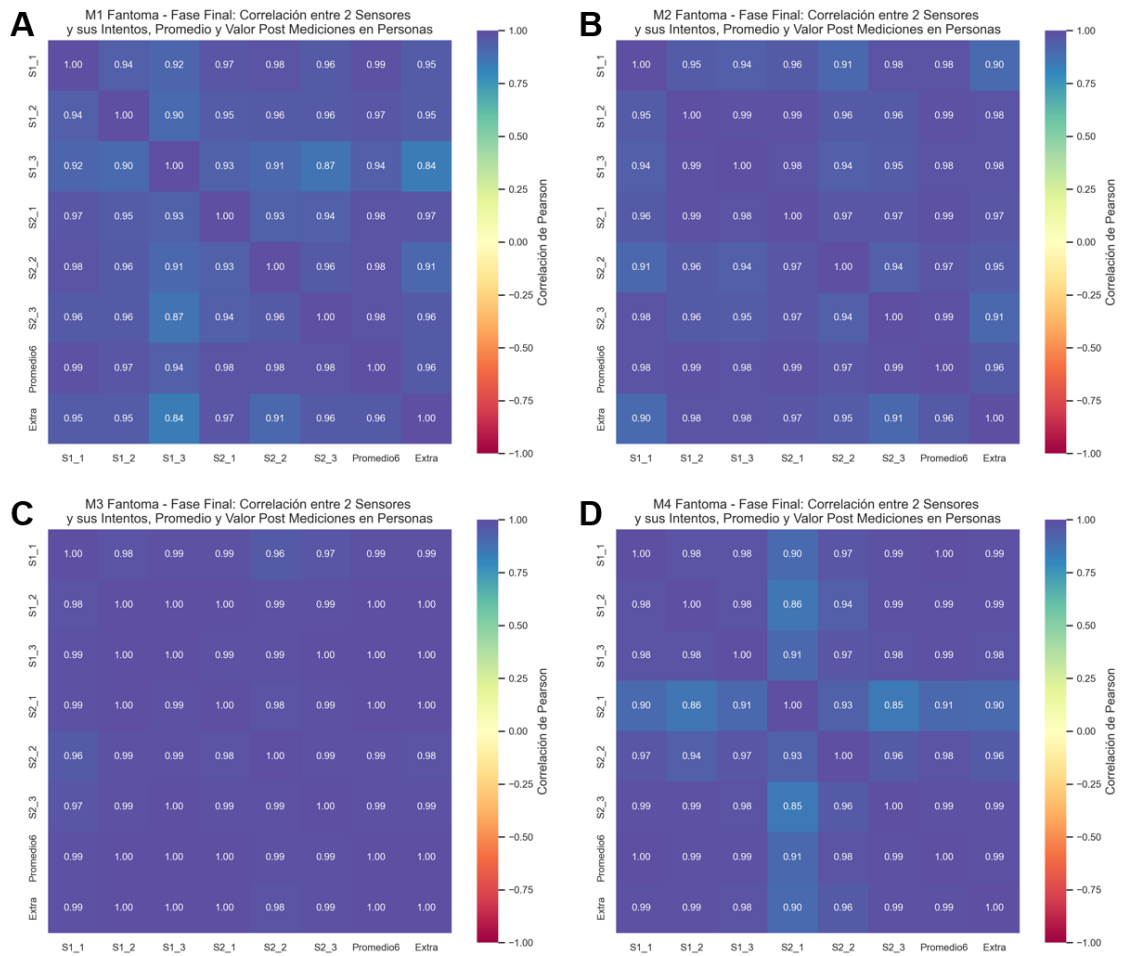 A
M1 Fantoma - Fase Final: Correlación entre 2 Sensores
y sus Intentos, Promedio y Valor Post Mediciones en Personas
S1_1 1.00 0.94 0.92 0.97 0.98 0.96 0.99 0.95
S1_2 0.94 1.00 0.90 0.95 0.96 0.96 0.97 0.95
S1_3 0.92 0.90 1.00 0.93 0.91 0.87 0.94 0.84
S2_1 0.97 0.95 0.93 1.00 0.93 0.94 0.98 0.97
S2_2 0.98 0.96 0.91 0.93 1.00 0.96 0.98 0.91
S2_3 0.96 0.96 0.87 0.94 0.96 1.00 0.98 0.96
Promedio6 0.99 0.97 0.94 0.98 0.98 0.98 1.00 0.96
Extra 0.95 0.95 0.84 0.97 0.91 0.96 0.96 1.00
S1_1 S1_2 S1_3 S2_1 S2_2 S2_3 Promedio6 Extra
1.00
0.75
0.50
0.25
0.00
−0.25
−0.50
−0.75
−1.00
Correlación de Pearson
B
M2 Fantoma - Fase Final: Correlación entre 2 Sensores
y sus Intentos, Promedio y Valor Post Mediciones en Personas
S1_1 1.00 0.95 0.94 0.96 0.91 0.98 0.98 0.90
S1_2 0.95 1.00 0.99 0.99 0.96 0.96 0.99 0.98
S1_3 0.94 0.99 1.00 0.98 0.94 0.95 0.98 0.98
S2_1 0.96 0.99 0.98 1.00 0.97 0.97 0.99 0.97
S2_2 0.91 0.96 0.94 0.97 1.00 0.94 0.97 0.95
S2_3 0.98 0.96 0.95 0.97 0.94 1.00 0.99 0.91
Promedio6 0.98 0.99 0.98 0.99 0.97 0.99 1.00 0.96
Extra 0.90 0.98 0.98 0.97 0.95 0.91 0.96 1.00
S1_1 S1_2 S1_3 S2_1 S2_2 S2_3 Promedio6 Extra
1.00
0.75
0.50
0.25
0.00
−0.25
−0.50
−0.75
−1.00
Correlación de Pearson
C
M3 Fantoma - Fase Final: Correlación entre 2 Sensores
y sus Intentos, Promedio y Valor Post Mediciones en Personas
S1_1 1.00 0.98 0.99 0.99 0.96 0.97 0.99 0.99
S1_2 0.98 1.00 1.00 1.00 0.99 0.99 1.00 1.00
S1_3 0.99 1.00 1.00 0.99 0.99 1.00 1.00 1.00
S2_1 0.99 1.00 0.99 1.00 0.98 0.99 1.00 1.00
S2_2 0.96 0.99 0.99 0.98 1.00 0.99 0.99 0.98
S2_3 0.97 0.99 1.00 0.99 0.99 1.00 0.99 0.99
Promedio6 0.99 1.00 1.00 1.00 0.99 0.99 1.00 1.00
Extra 0.99 1.00 1.00 1.00 0.98 0.99 1.00 1.00
S1_1 S1_2 S1_3 S2_1 S2_2 S2_3 Promedio6 Extra
1.00
0.75
0.50
0.25
0.00
−0.25
−0.50
−0.75
−1.00
Correlación de Pearson
D
M4 Fantoma - Fase Final: Correlación entre 2 Sensores
y sus Intentos, Promedio y Valor Post Mediciones en Personas
S1_1 1.00 0.98 0.98 0.90 0.97 0.99 1.00 0.99
S1_2 0.98 1.00 0.98 0.86 0.94 0.99 0.99 0.99
S1_3 0.98 0.98 1.00 0.91 0.97 0.98 0.99 0.98
S2_1 0.90 0.86 0.91 1.00 0.93 0.85 0.91 0.90
S2_2 0.97 0.94 0.97 0.93 1.00 0.96 0.98 0.96
S2_3 0.99 0.99 0.98 0.85 0.96 1.00 0.99 0.99
Promedio6 1.00 0.99 0.99 0.91 0.98 0.99 1.00 0.99
Extra 0.99 0.99 0.98 0.90 0.96 0.99 0.99 1.00
S1_1 S1_2 S1_3 S2_1 S2_2 S2_3 Promedio6 Extra
1.00
0.75
0.50
0.25
0.00
−0.25
−0.50
−0.75
−1.00
Correlación de Pearson